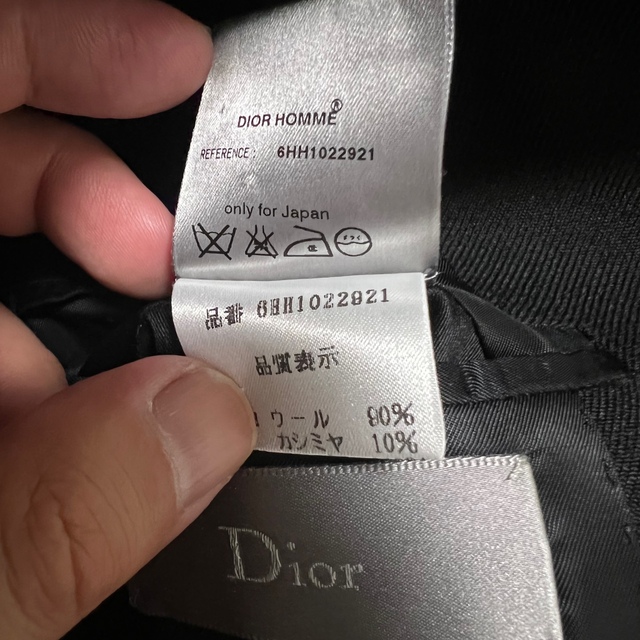 DIOR HOMME®
REFERENCE: 6HH1022921
only for Japan
品番 6HH1022921
品質表示
ウール 90%
カシミヤ 10%
Dior